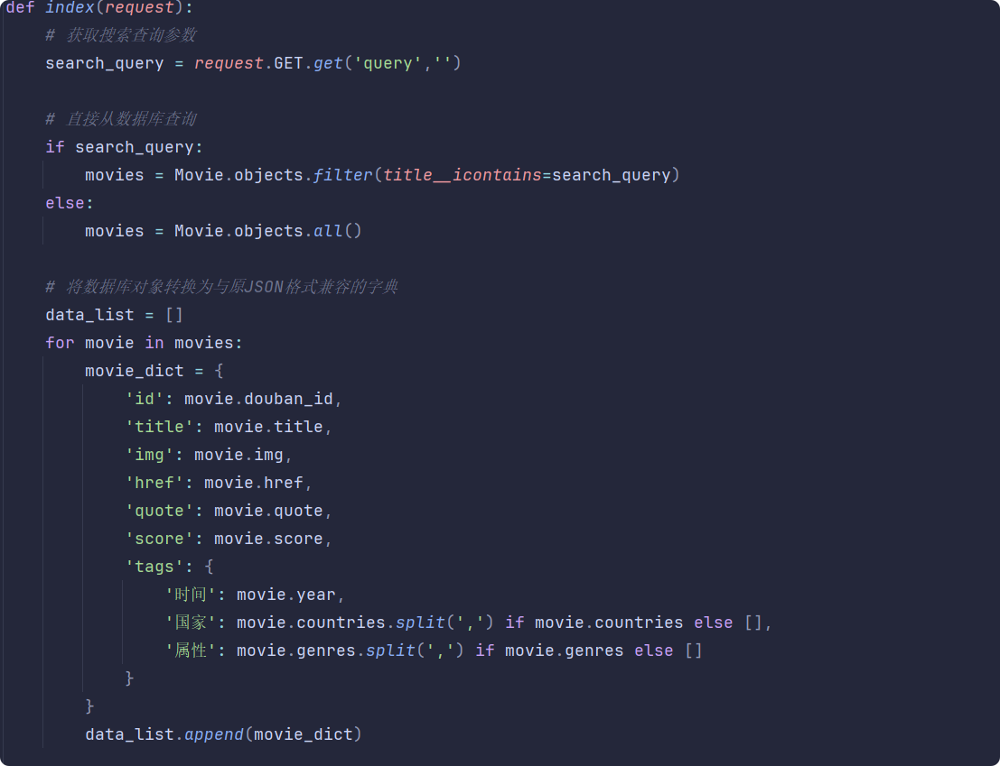 def index(request):
    # 获取搜索查询参数
    search_query = request.GET.get('query','')

    # 直接从数据库查询
    if search_query:
        movies = Movie.objects.filter(title__icontains=search_query)
    else:
        movies = Movie.objects.all()

    # 将数据库对象转换为与原JSON格式兼容的字典
    data_list = []
    for movie in movies:
        movie_dict = {
            'id': movie.douban_id,
            'title': movie.title,
            'img': movie.img,
            'href': movie.href,
            'quote': movie.quote,
            'score': movie.score,
            'tags': {
                '时间': movie.year,
                '国家': movie.countries.split(',') if movie.countries else [],
                '属性': movie.genres.split(',') if movie.genres else []
            }
        }
        data_list.append(movie_dict)